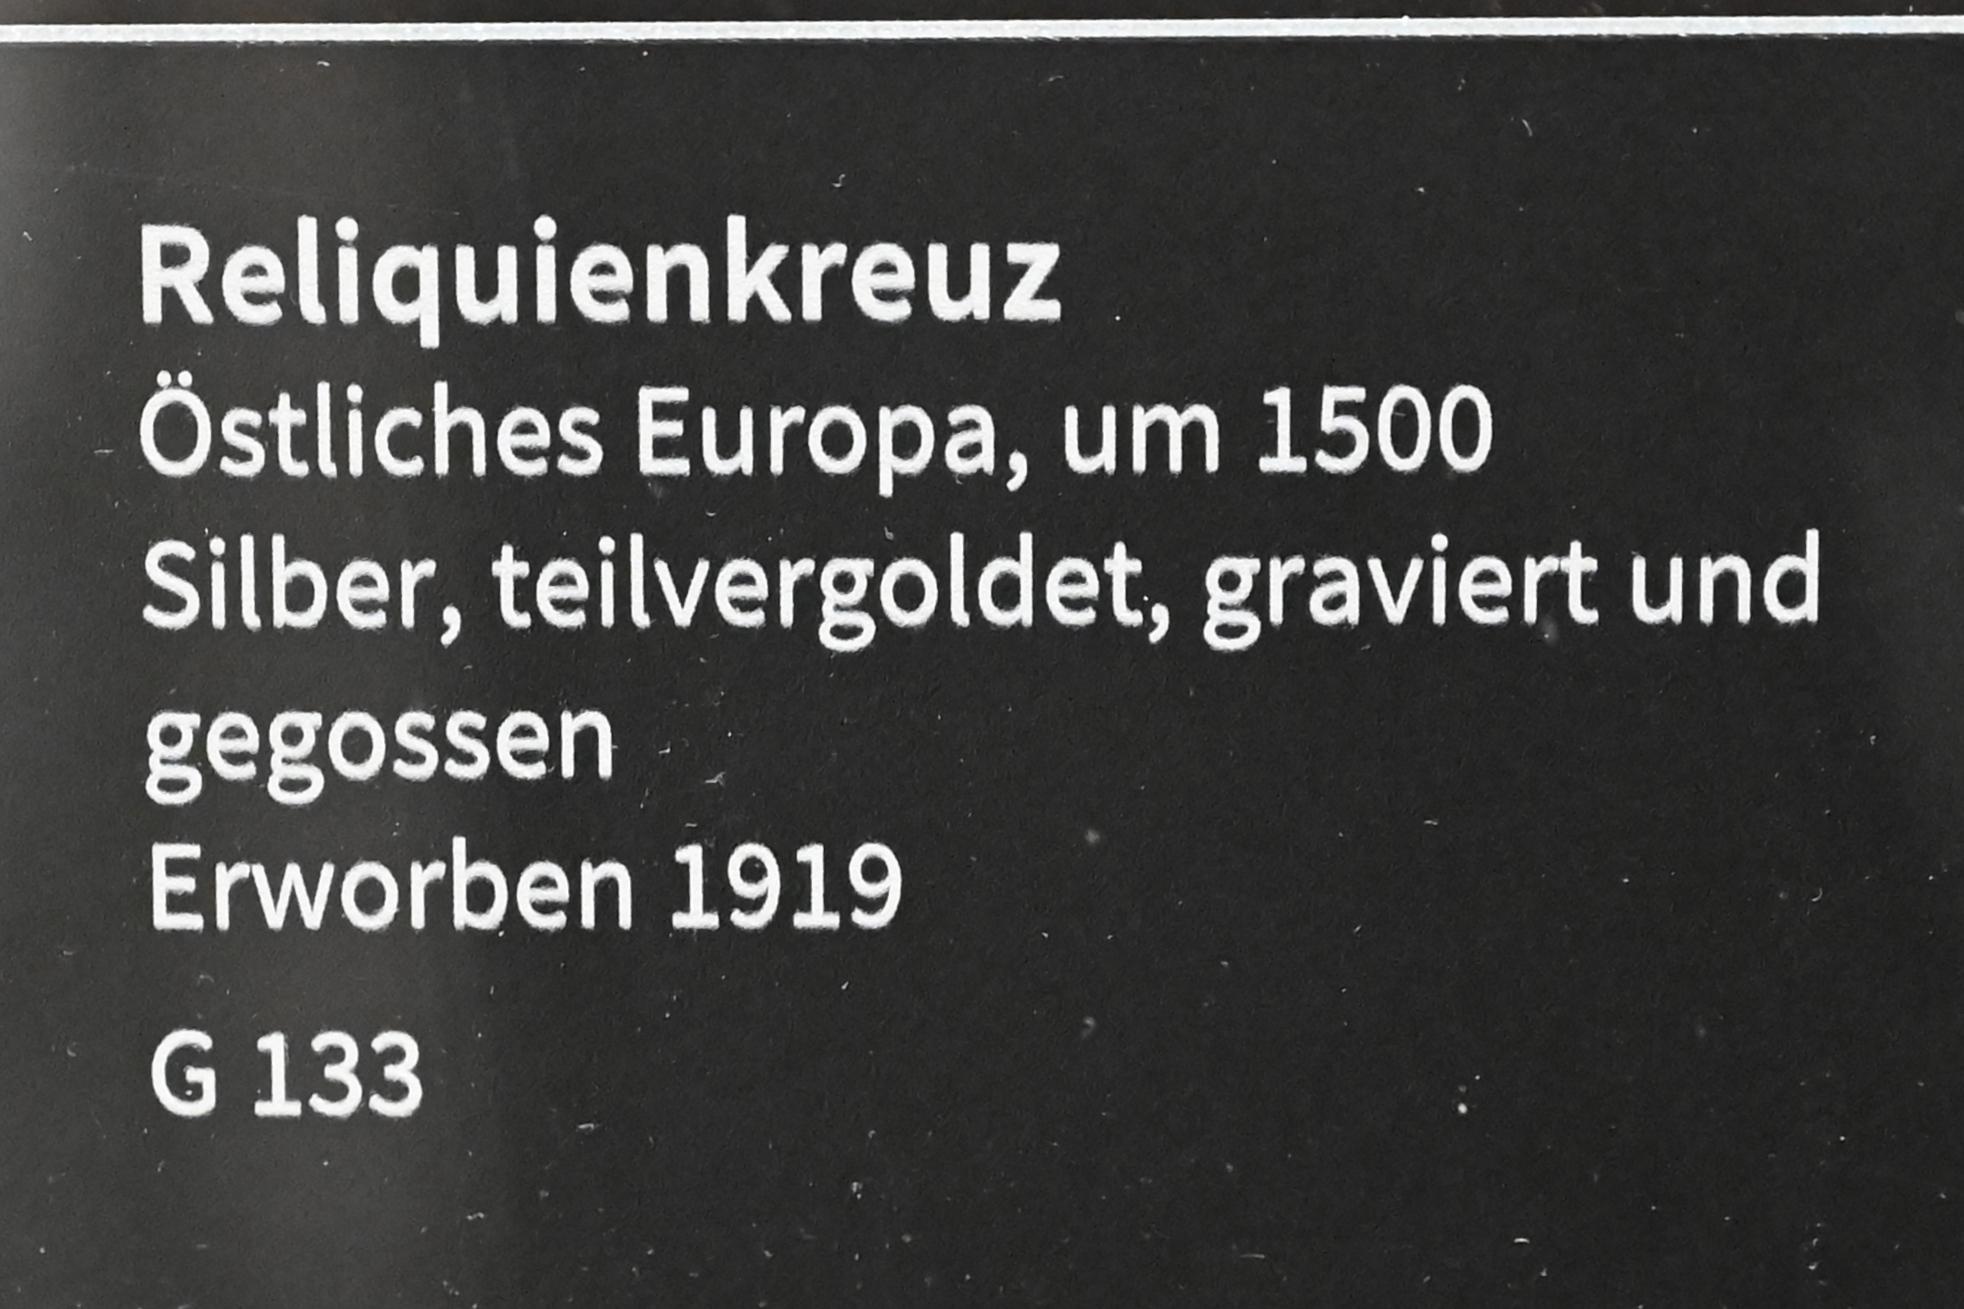 Reliquienkreuz
Östliches Europa, um 1500
Silber, teilvergoldet, graviert und
gegossen
Erworben 1919
G 133